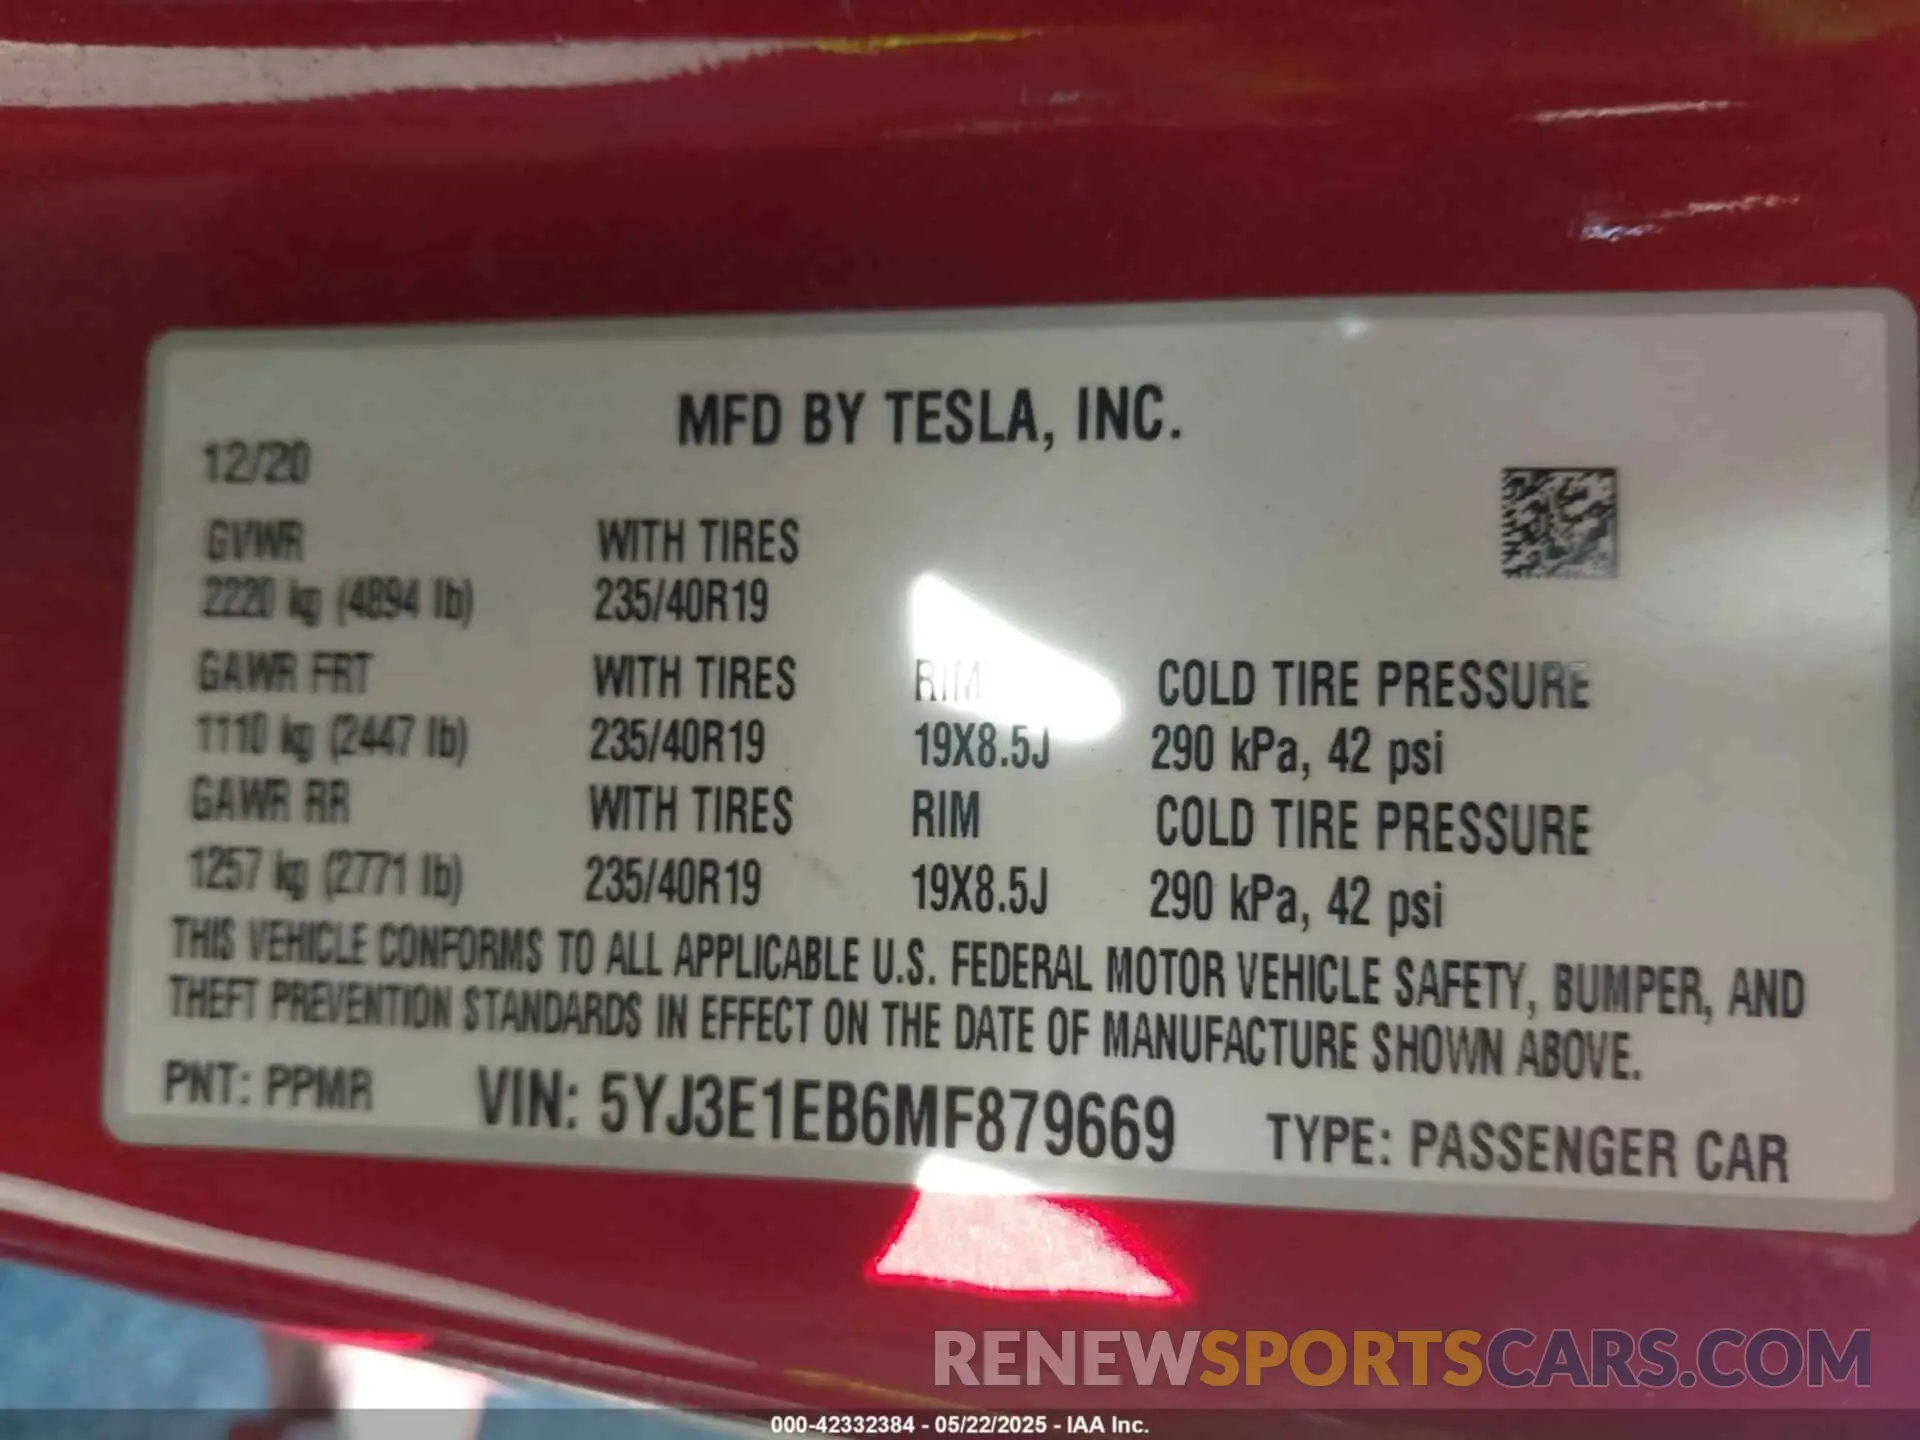 MFD BY TESLA, INC.
12/20
GVWR WITH TIRES
2220 kg (4894 lb) 235/40R19
GAWR FRT WITH TIRES RIM COLD TIRE PRESSURE
1110 kg (2447 lb) 235/40R19 19X8.5J 290 kPa, 42 psi
GAWR RR WITH TIRES RIM COLD TIRE PRESSURE
1257 kg (2771 lb) 235/40R19 19X8.5J 290 kPa, 42 psi
THIS VEHICLE CONFORMS TO ALL APPLICABLE U.S. FEDERAL MOTOR VEHICLE SAFETY, BUMPER, AND
THEFT PREVENTION STANDARDS IN EFFECT ON THE DATE OF MANUFACTURE SHOWN ABOVE.
PNT: PPMR VIN: 5YJ3E1EB6MF879669 TYPE: PASSENGER CAR
RENEWSPORTSCARS.COM
000-42332384 - 05/22/2025 - IAA Inc.